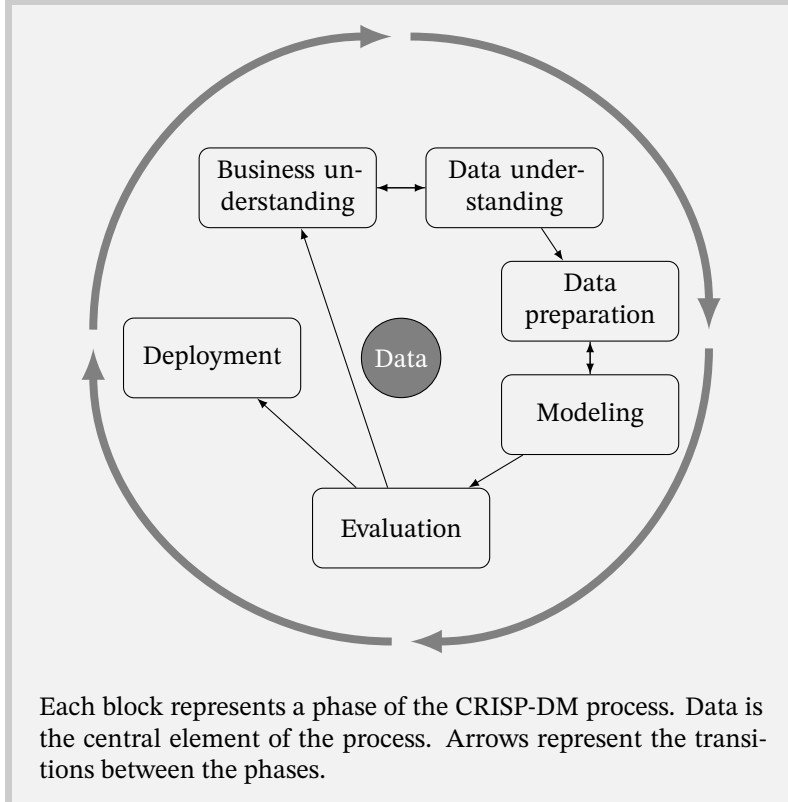 Business un-
derstanding
Data under-
standing
Data
preparation
Deployment
Data
Modeling
Evaluation
Each block represents a phase of the CRISP-DM process. Data is
the central element of the process. Arrows represent the transi-
tions between the phases.